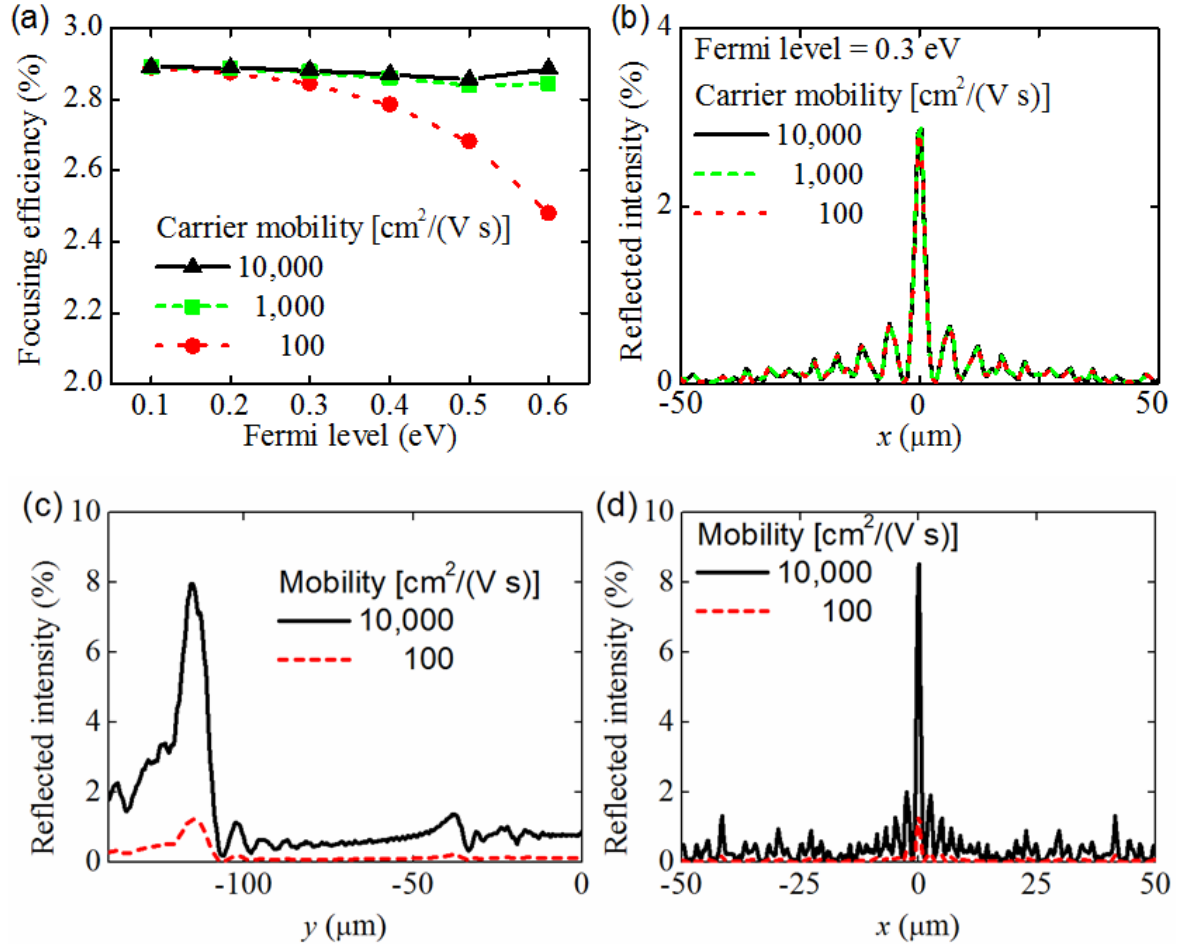 (a)
3.0
2.8
2.6
2.4
2.2
2.0
Focusing efficiency (%)
Carrier mobility [cm²/(V s)]
10,000
1,000
100
0.1 0.2 0.3 0.4 0.5 0.6
Fermi level (eV)
(b)
4
2
0
Reflected intensity (%)
Fermi level = 0.3 eV
Carrier mobility [cm²/(V s)]
10,000
1,000
100
-50 0 50
x (μm)
(c)
10
8
6
4
2
0
Reflected intensity (%)
Mobility [cm²/(V s)]
10,000
100
-100 -50 0
y (μm)
(d)
10
8
6
4
2
0
Reflected intensity (%)
Mobility [cm²/(V s)]
10,000
100
-50 -25 0 25 50
x (μm)